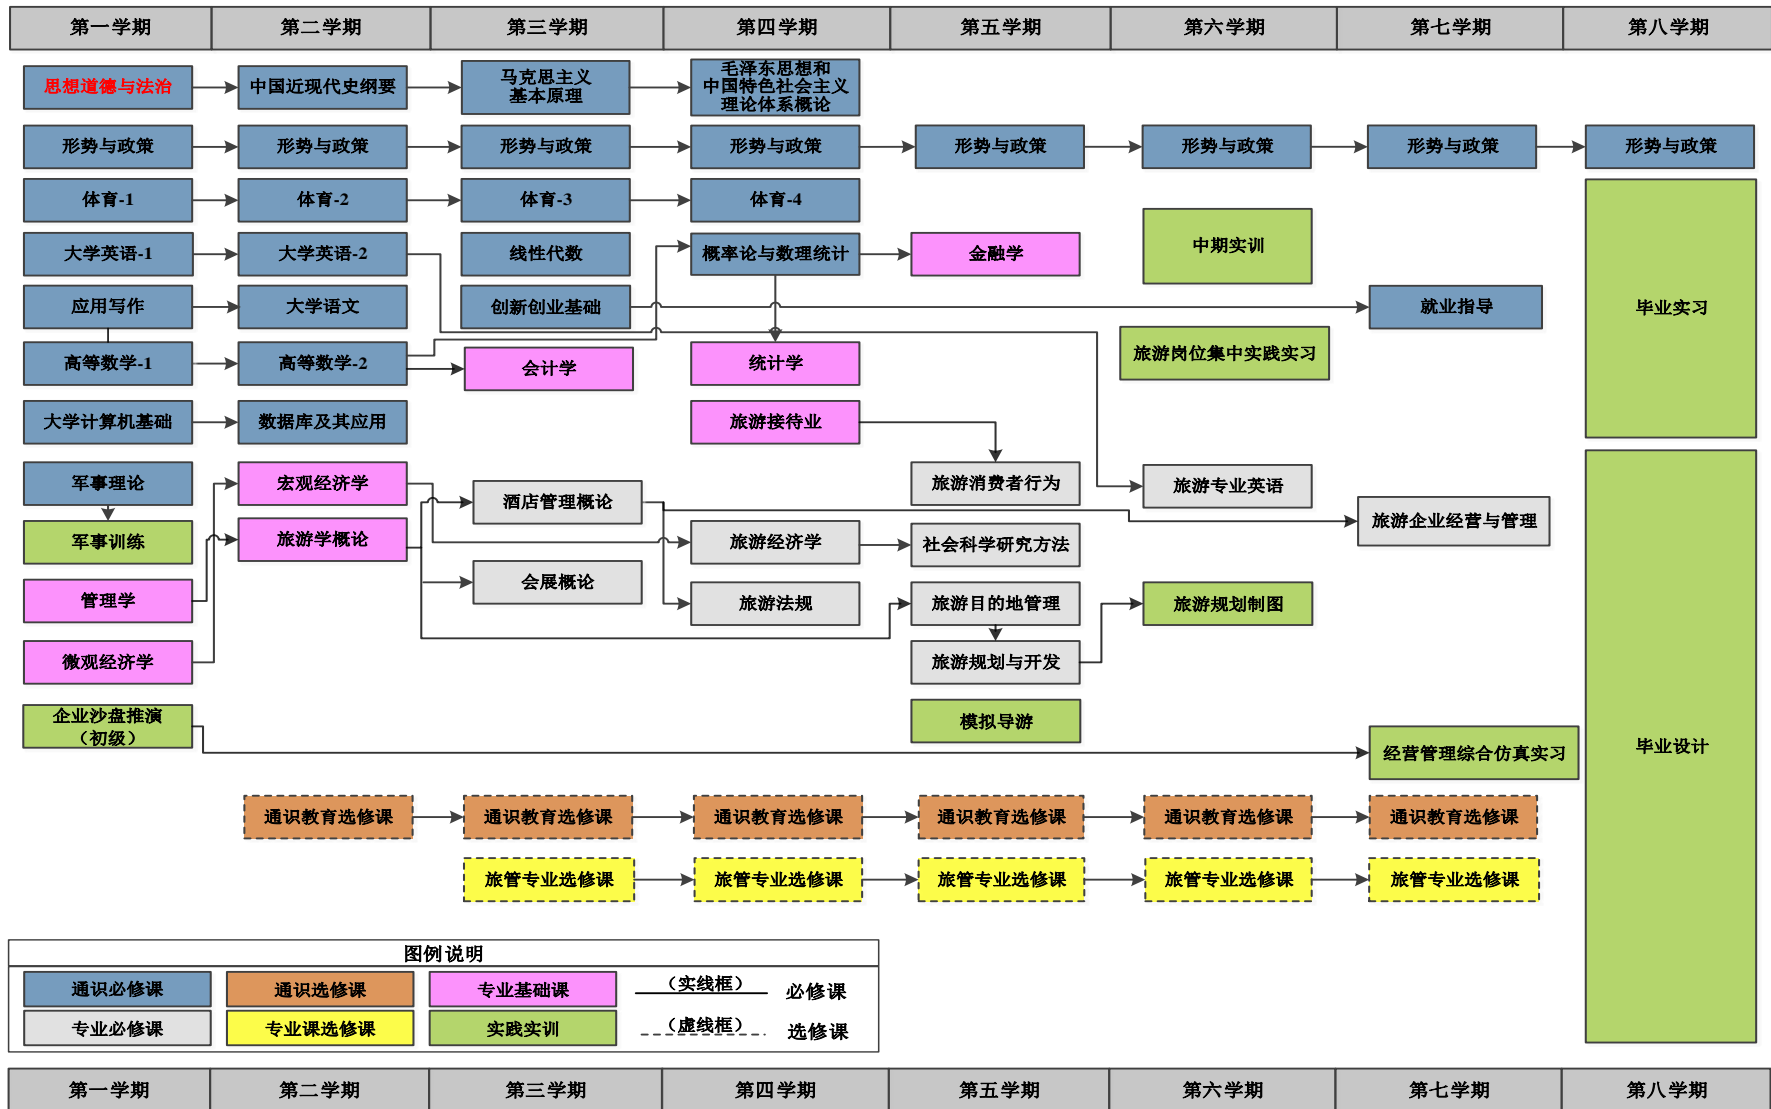 第一学期 第二学期 第三学期 第四学期 第五学期 第六学期 第七学期 第八学期
思想道德与法治
中国近现代史纲要
马克思主义
基本原理
毛泽东思想和
中国特色社会主义
理论体系概论
形势与政策 形势与政策 形势与政策 形势与政策 形势与政策 形势与政策 形势与政策 形势与政策
体育-1 体育-2 体育-3 体育-4
大学英语-1 大学英语-2 线性代数 概率论与数理统计 金融学 中期实训
应用写作 大学语文 创新创业基础 就业指导 毕业实习
高等数学-1 高等数学-2 会计学 统计学 旅游岗位集中实践实习
大学计算机基础 数据库及其应用 旅游接待业
军事理论 宏观经济学 酒店管理概论 旅游消费者行为 旅游专业英语
旅游企业经营与管理
军事训练 旅游学概论 旅游经济学 社会科学研究方法
会展概论
管理学 旅游法规 旅游目的地管理 旅游规划制图
微观经济学 旅游规划与开发
企业沙盘推演
（初级）
模拟导游
经营管理综合仿真实习 毕业设计
通识教育选修课 通识教育选修课 通识教育选修课 通识教育选修课 通识教育选修课 通识教育选修课
旅管专业选修课 旅管专业选修课 旅管专业选修课 旅管专业选修课 旅管专业选修课
图例说明
通识必修课 通识选修课 专业基础课 （实线框） 必修课
专业必修课 专业课选修课 实践实训 （虚线框） 选修课
第一学期 第二学期 第三学期 第四学期 第五学期 第六学期 第七学期 第八学期